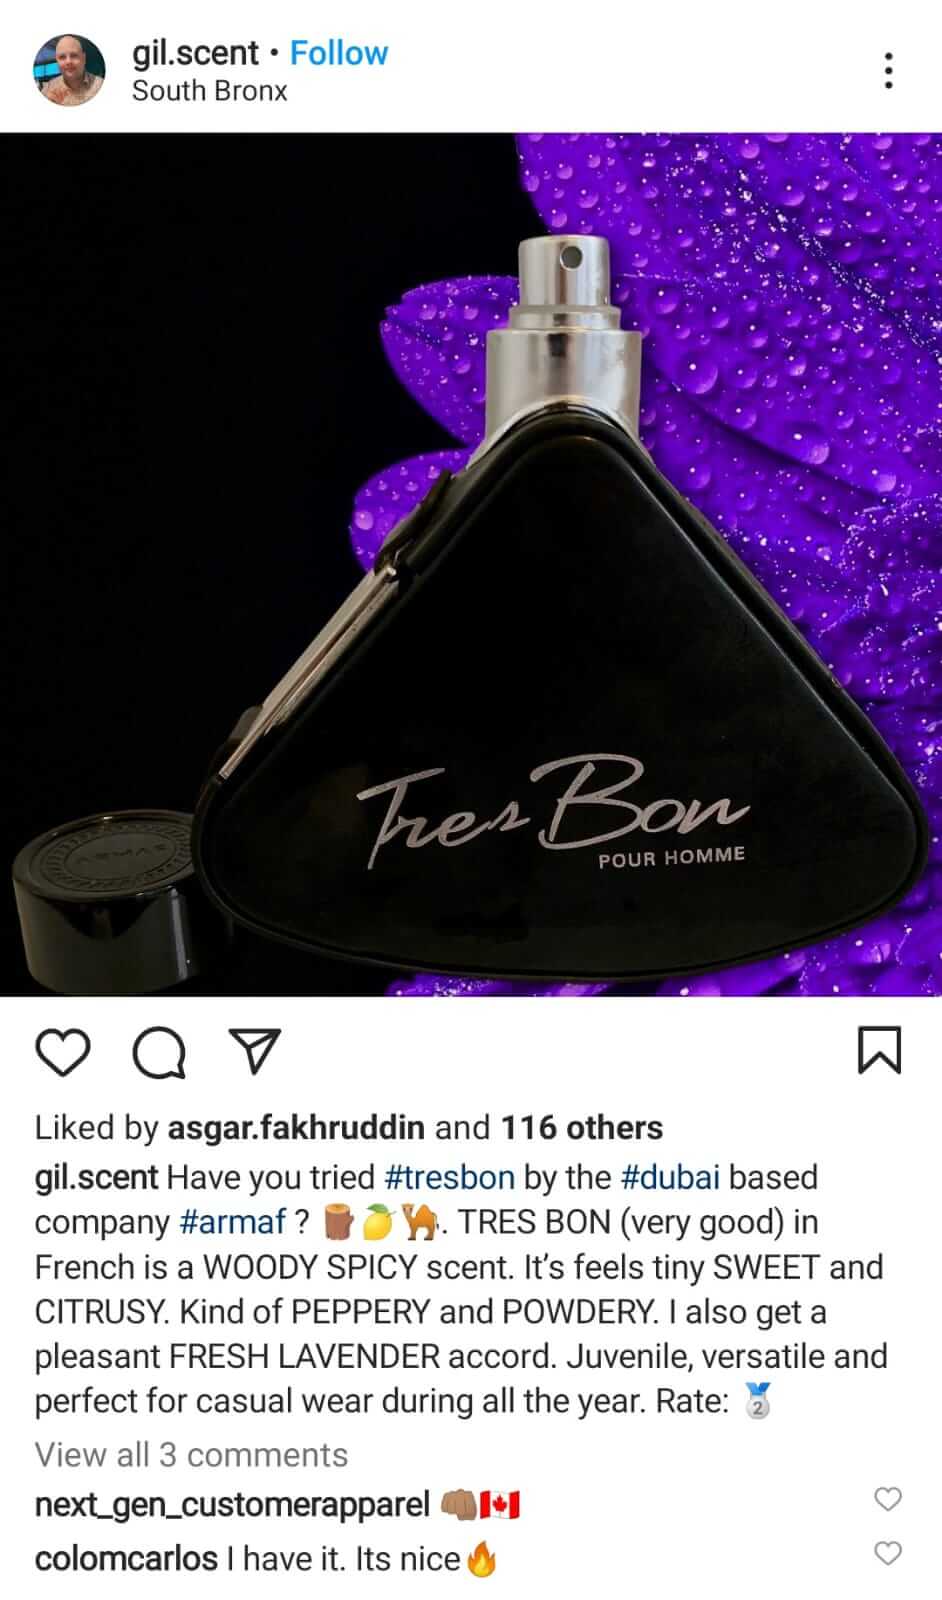 gil.scent • Follow
South Bronx
Tres Bon
POUR HOMME
ARMAF
Liked by asgar.fakhruddin and 116 others
gil.scent Have you tried #tresbon by the #dubai based
company #armaf ? 🪵🍋🐪. TRES BON (very good) in
French is a WOODY SPICY scent. It’s feels tiny SWEET and
CITRUSY. Kind of PEPPERY and POWDERY. I also get a
pleasant FRESH LAVENDER accord. Juvenile, versatile and
perfect for casual wear during all the year. Rate: 🥈
View all 3 comments
next_gen_customerapparel 👊🏽🇨🇦
colomcarlos I have it. Its nice🔥